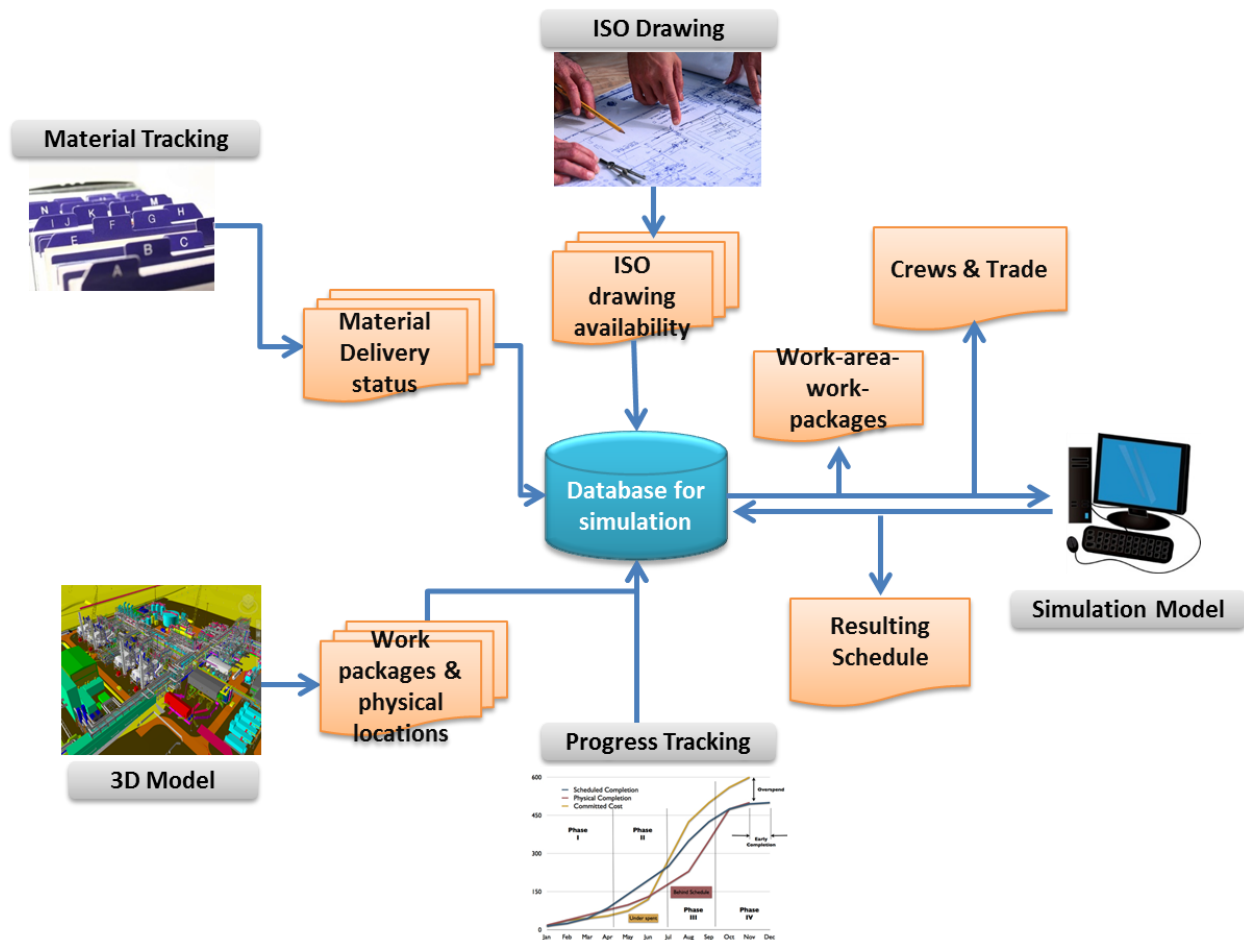 ISO Drawing
Material Tracking
N
K
L
M
I J
F
G
H
E
B
C
A
ISO
drawing
availability
Crews & Trade
Material
Delivery
status
Work-area-
work-
packages
Database for
simulation
Simulation Model
Resulting
Schedule
Work
packages &
physical
locations
3D Model
Progress Tracking
600
Scheduled Completion
Physical Completion
Committed Cost
Overspend
450
Phase
I
Phase
II
Early
Completion
300
150
Behind Schedule
Under spent
Phase
III
Phase
IV
0
Jan Feb Mar Apr May Jun Jul Aug Sep Oct Nov Dec